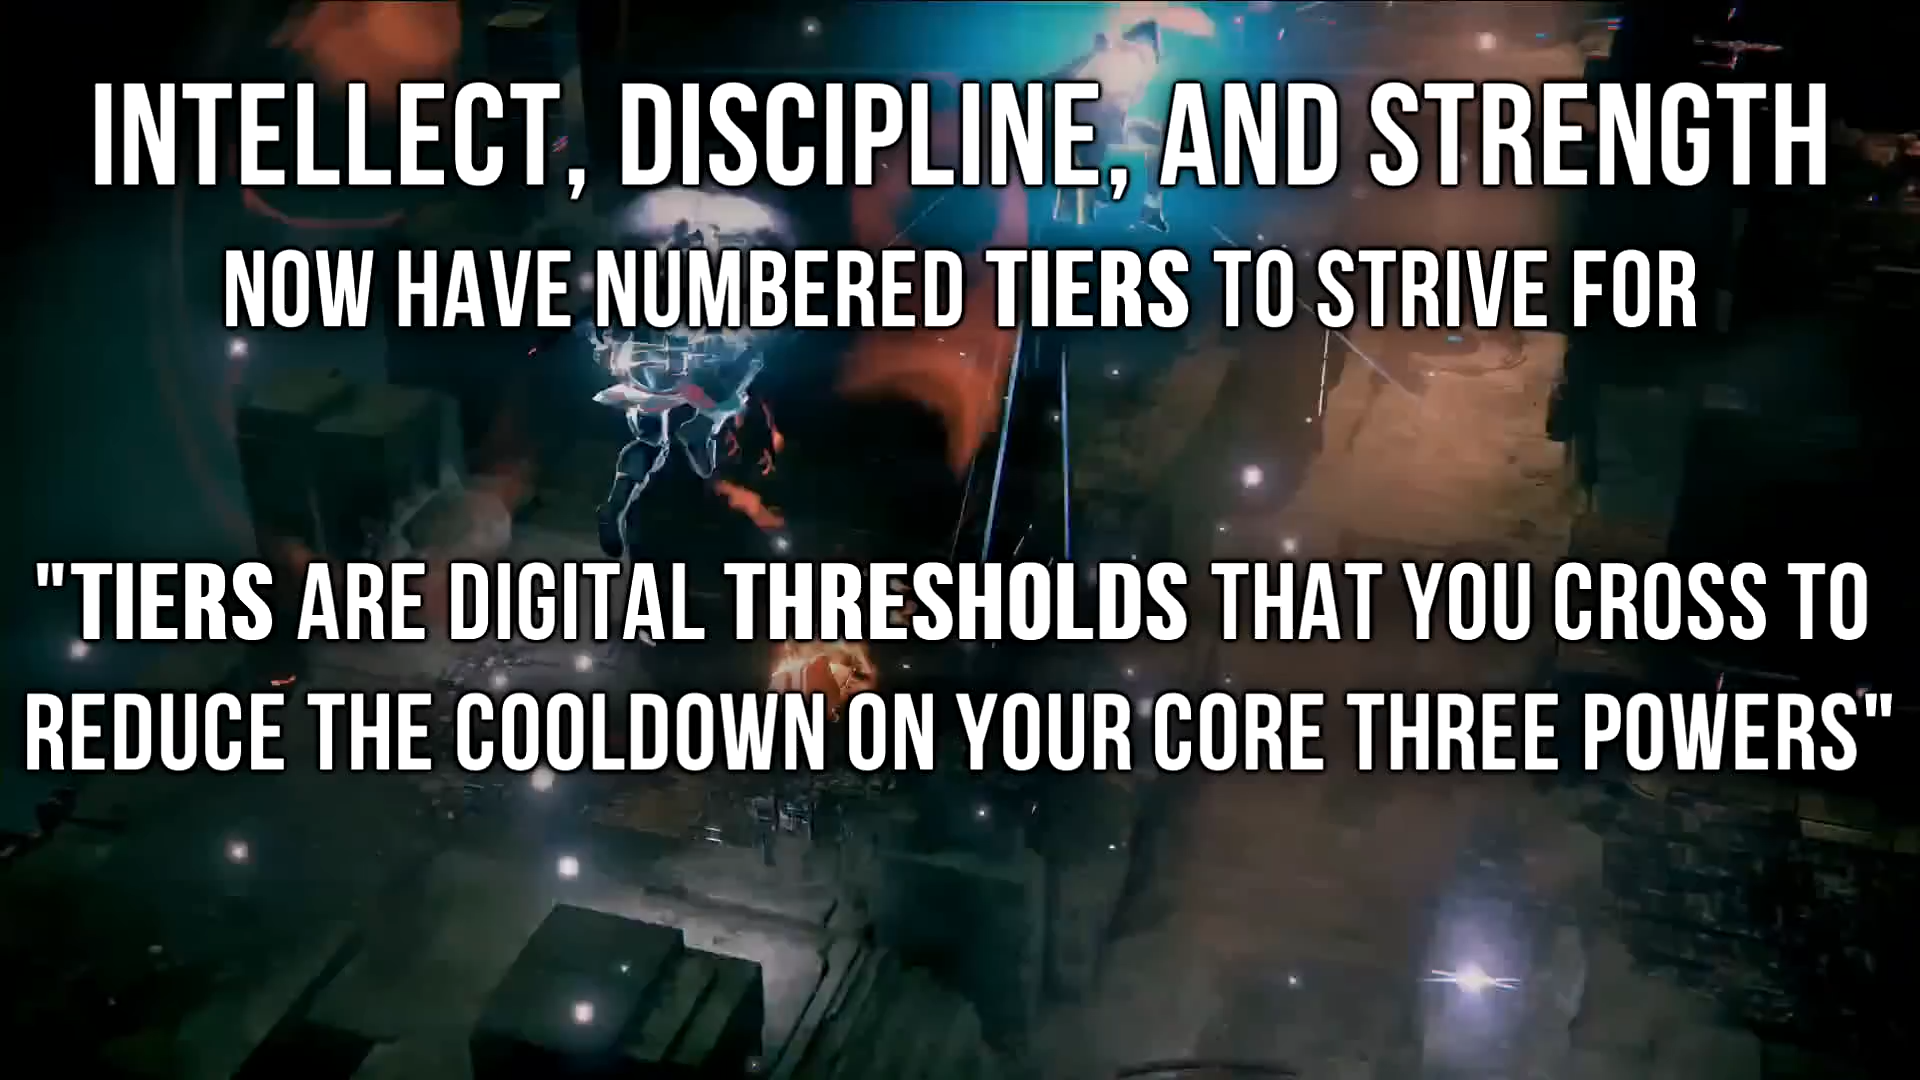 INTELLECT, DISCIPLINE, AND STRENGTH
NOW HAVE NUMBERED TIERS TO STRIVE FOR
"TIERS ARE DIGITAL THRESHOLDS THAT YOU CROSS TO
REDUCE THE COOLDOWN ON YOUR CORE THREE POWERS"